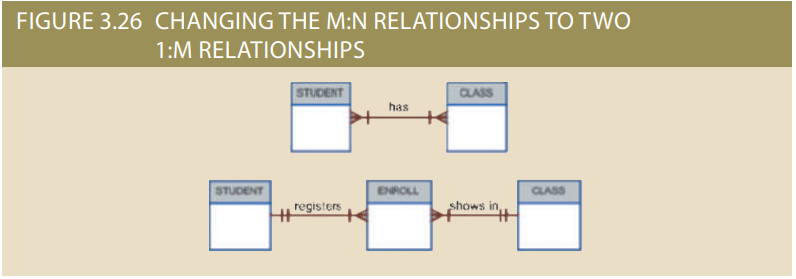 FIGURE 3.26 CHANGING THE M:N RELATIONSHIPS TO TWO
1:M RELATIONSHIPS
STUDENT has CLASS
STUDENT registers ENROLL shows in CLASS